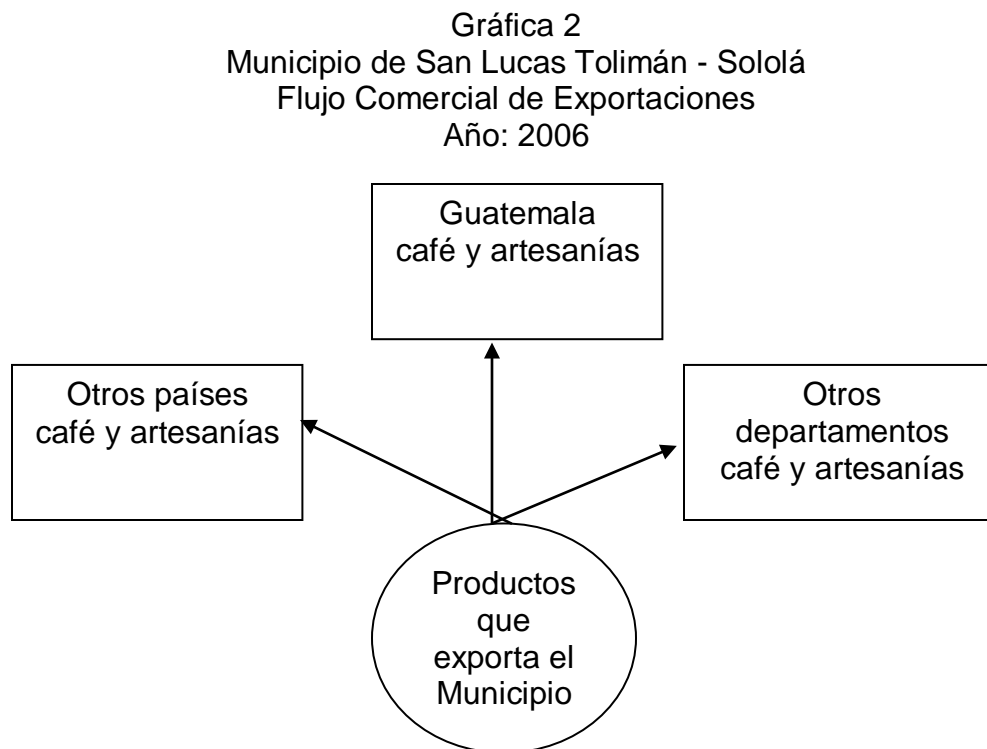 Gráfica 2
Municipio de San Lucas Tolimán - Sololá
Flujo Comercial de Exportaciones
Año: 2006
Guatemala
café y artesanías
Otros países
café y artesanías
Otros
departamentos
café y artesanías
Productos
que
exporta el
Municipio